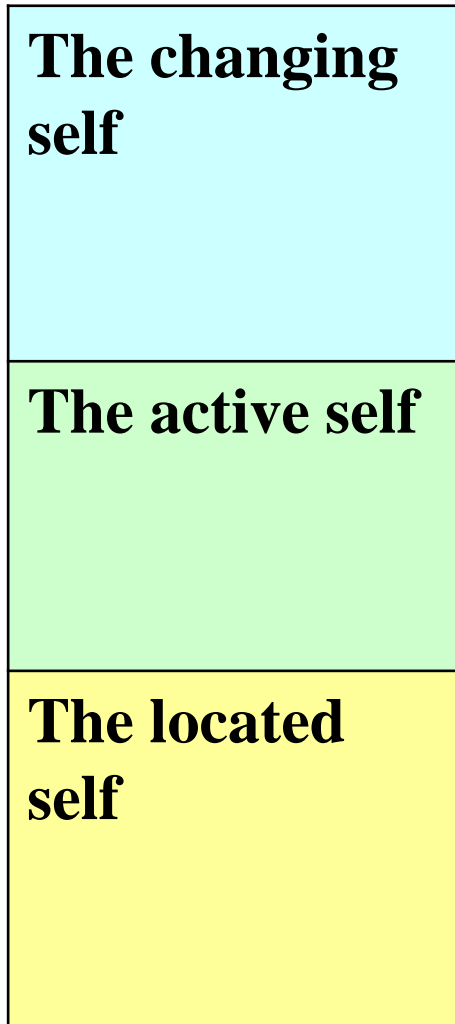 The changing
self
The active self
The located
self